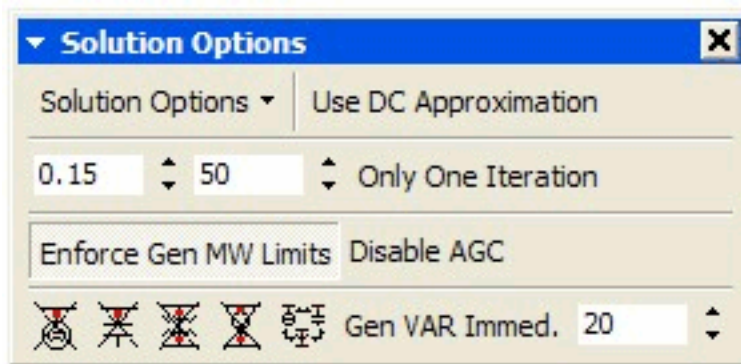 Solution Options
Solution Options Use DC Approximation
0.15 50 Only One Iteration
Enforce Gen MW Limits Disable AGC
Gen VAR Immed. 20